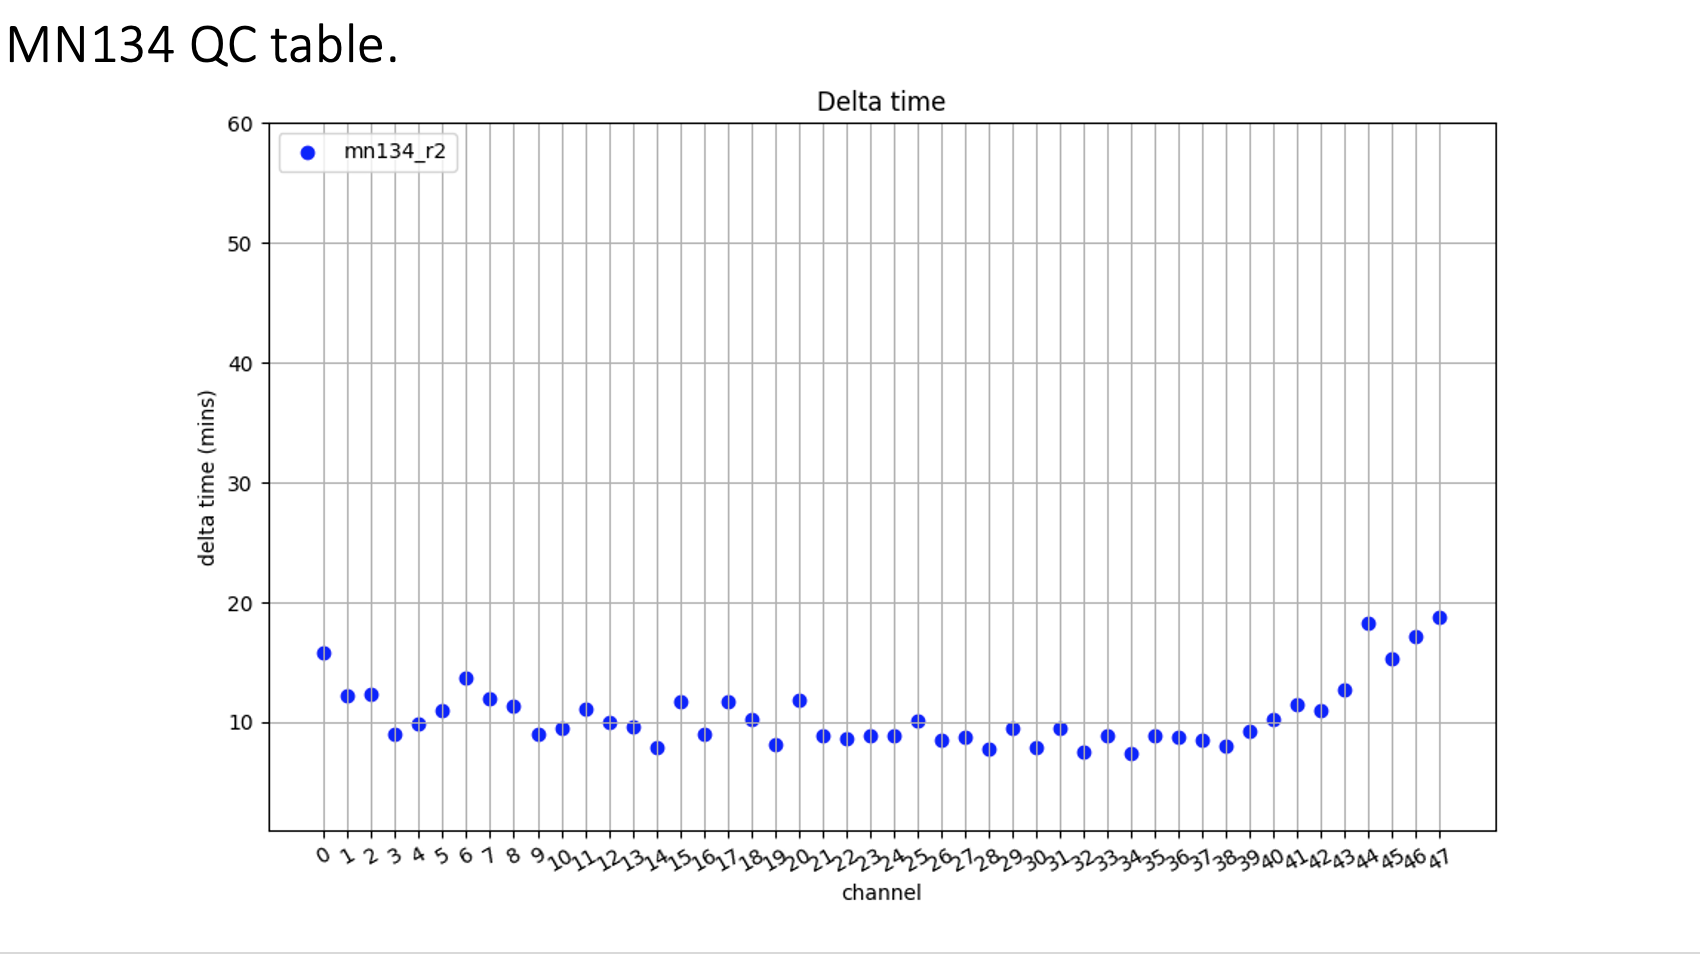 MN134 QC table.
Delta time
60
mn134_r2
50
40
30
20
10
delta time (mins)
0 1 2 3 4 5 6 7 8 9 10 11 12 13 14 15 16 17 18 19 20 21 22 23 24 25 26 27 28 29 30 31 32 33 34 35 36 37 38 39 40 41 42 43 44 45 46 47
channel